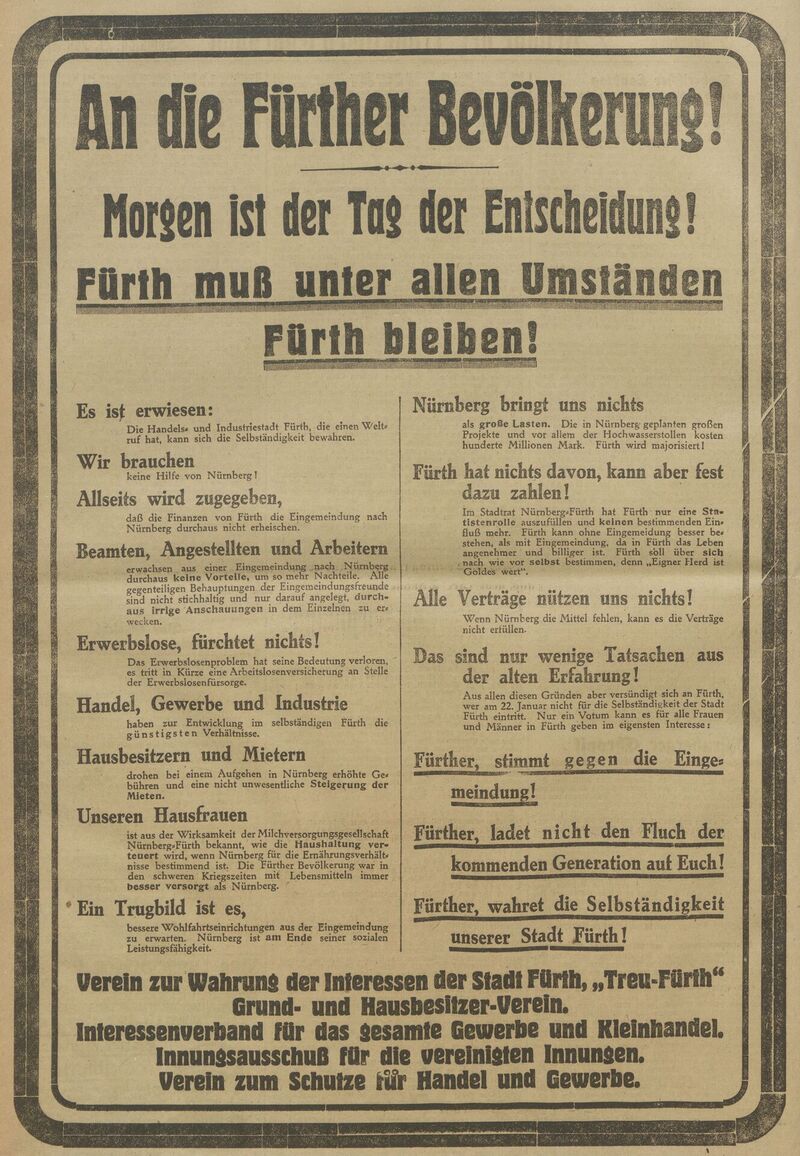 An die Fürther Bevölkerung!
Morgen ist der Tag der Entscheidung!
Fürth muß unter allen Umständen
Fürth bleiben!
Es ist erwiesen:
Die Handels- und Industriestadt Fürth, die einen Welt-
ruf hat, kann sich die Selbständigkeit bewahren.
Wir brauchen
keine Hilfe von Nürnberg!
Allseits wird zugegeben,
daß die Finanzen von Fürth die Eingemeindung nach
Nürnberg durchaus nicht erheischen.
Beamten, Angestellten und Arbeitern
erwachsen aus einer Eingemeindung nach Nürnberg
durchaus keine Vorteile, um so mehr Nachteile. Alle
gegenteiligen Behauptungen der Eingemeindungsfreunde
sind nicht stichhaltig und nur darauf angelegt, durch-
aus irrige Anschauungen in dem Einzelnen zu er-
wecken.
Erwerbslose, fürchtet nichts!
Das Erwerbslosenproblem hat seine Bedeutung verloren,
es tritt in Kürze eine Arbeitslosenversicherung an Stelle
der Erwerbslosenfürsorge.
Handel, Gewerbe und Industrie
haben zur Entwicklung im selbständigen Fürth die
günstigsten Verhältnisse.
Hausbesitzern und Mietern
drohen bei einem Aufgehen in Nürnberg erhöhte Ge-
bühren und eine nicht unwesentliche Steigerung der
Mieten.
Unseren Hausfrauen
ist aus der Wirksamkeit der Milchversorgungsgesellschaft
Nürnberg-Fürth bekannt, wie die Haushaltung ver-
teuert wird, wenn Nürnberg für die Ernährungsverhält-
nisse bestimmend ist. Die Fürther Bevölkerung war in
den schweren Kriegszeiten mit Lebensmitteln immer
besser versorgt als Nürnberg.
Ein Trugbild ist es,
bessere Wohlfahrtseinrichtungen aus der Eingemeindung
zu erwarten. Nürnberg ist am Ende seiner sozialen
Leistungsfähigkeit.
Nürnberg bringt uns nichts
als große Lasten. Die in Nürnberg geplanten großen
Projekte und vor allem der Hochwasserstollen kosten
hunderte Millionen Mark. Fürth wird majorisiert!
Fürth hat nichts davon, kann aber fest
dazu zahlen!
Im Stadtrat Nürnberg-Fürth hat Fürth nur eine Sta-
tistenrolle auszufüllen und keinen bestimmenden Ein-
fluß mehr. Fürth kann ohne Eingemeindung besser be-
stehen, als mit Eingemeindung, da in Fürth das Leben
angenehmer und billiger ist. Fürth soll über sich
nach wie vor selbst bestimmen, denn „Eigner Herd ist
Goldes wert".
Alle Verträge nützen uns nichts!
Wenn Nürnberg die Mittel fehlen, kann es die Verträge
nicht erfüllen.
Das sind nur wenige Tatsachen aus
der alten Erfahrung!
Aus allen diesen Gründen aber versündigt sich an Fürth,
wer am 22. Januar nicht für die Selbständigkeit der Stadt
Fürth eintritt. Nur ein Votum kann es für alle Frauen
und Männer in Fürth geben im eigensten Interesse:
Fürther, stimmt gegen die Einge-
meindung!
Fürther, ladet nicht den Fluch der
kommenden Generation auf Euch!
Fürther, wahret die Selbständigkeit
unserer Stadt Fürth!
Verein zur Wahrung der Interessen der Stadt Fürth, „Treu-Fürth"
Grund- und Hausbesitzer-Verein.
Interessenverband für das gesamte Gewerbe und Kleinhandel.
Innungsausschuß für die vereinigten Innungen.
Verein zum Schutze für Handel und Gewerbe.